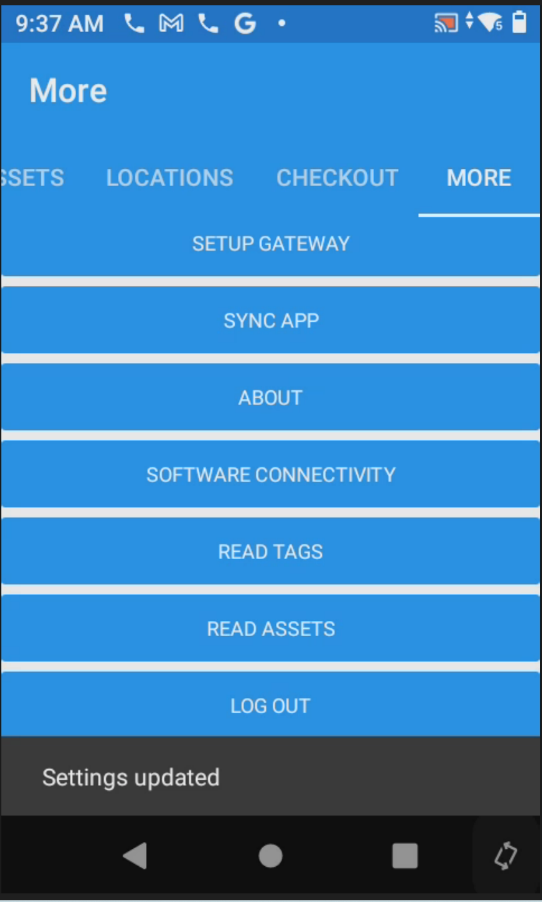 9:37 AM
More
SSETS LOCATIONS CHECKOUT MORE
SETUP GATEWAY
SYNC APP
ABOUT
SOFTWARE CONNECTIVITY
READ TAGS
READ ASSETS
LOG OUT
Settings updated